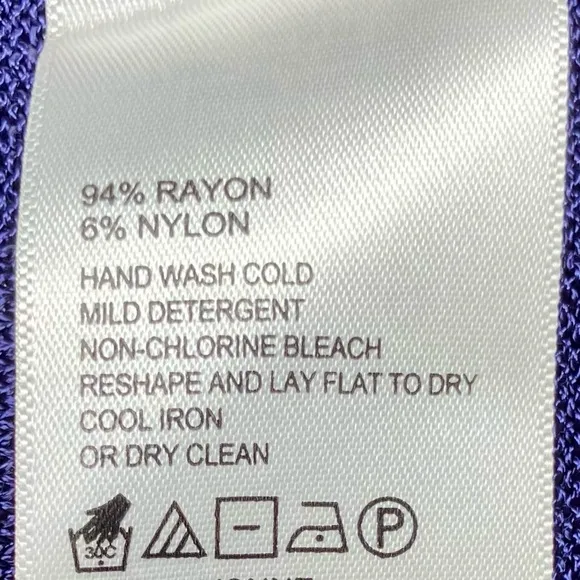 94% RAYON
6% NYLON
HAND WASH COLD
MILD DETERGENT
NON-CHLORINE BLEACH
RESHAPE AND LAY FLAT TO DRY
COOL IRON
OR DRY CLEAN
30C P